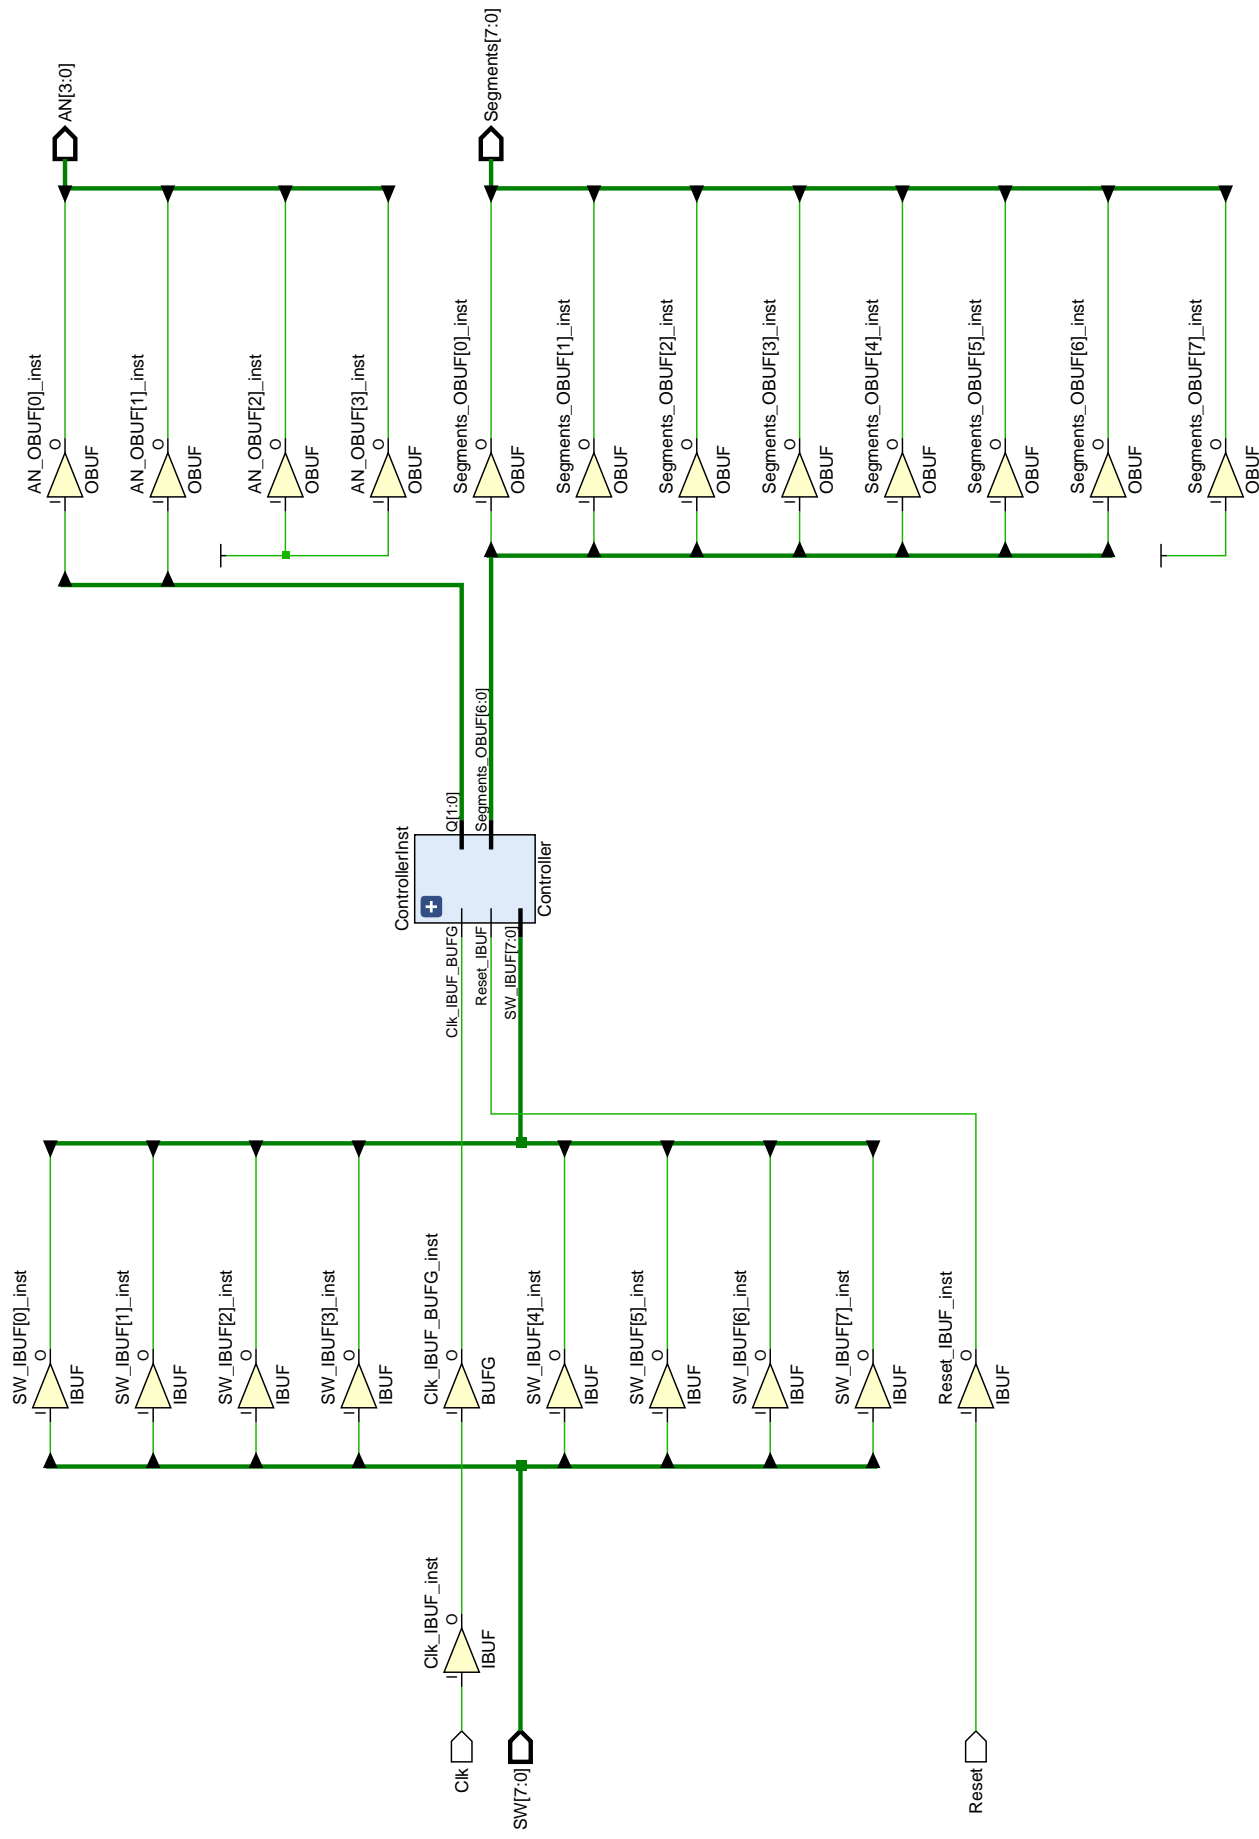 Clk
SW[7:0]
Reset
Clk_IBUF_inst
I
O
IBUF
SW_IBUF[0]_inst
I
O
IBUF
SW_IBUF[1]_inst
I
O
IBUF
SW_IBUF[2]_inst
I
O
IBUF
SW_IBUF[3]_inst
I
O
IBUF
Clk_IBUF_BUFG_inst
I
O
BUFG
SW_IBUF[4]_inst
I
O
IBUF
SW_IBUF[5]_inst
I
O
IBUF
SW_IBUF[6]_inst
I
O
IBUF
SW_IBUF[7]_inst
I
O
IBUF
Reset_IBUF_inst
I
O
IBUF
ControllerInst
Clk_IBUF_BUFG
Reset_IBUF
SW_IBUF[7:0]
Q[1:0]
Segments_OBUF[6:0]
Controller
AN_OBUF[0]_inst
I
O
OBUF
AN_OBUF[1]_inst
I
O
OBUF
AN_OBUF[2]_inst
I
O
OBUF
AN_OBUF[3]_inst
I
O
OBUF
Segments_OBUF[0]_inst
I
O
OBUF
Segments_OBUF[1]_inst
I
O
OBUF
Segments_OBUF[2]_inst
I
O
OBUF
Segments_OBUF[3]_inst
I
O
OBUF
Segments_OBUF[4]_inst
I
O
OBUF
Segments_OBUF[5]_inst
I
O
OBUF
Segments_OBUF[6]_inst
I
O
OBUF
Segments_OBUF[7]_inst
I
O
OBUF
AN[3:0]
Segments[7:0]